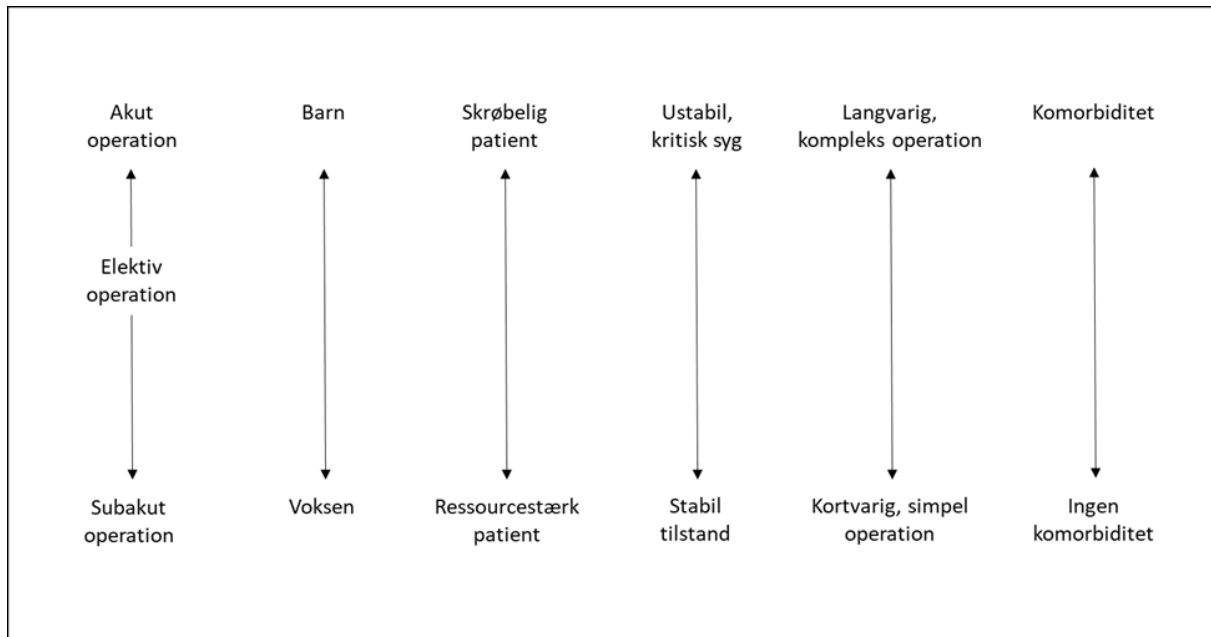 Akut
operation
Barn
Skrøbelig
patient
Ustabil,
kritisk syg
Langvarig,
kompleks operation
Komorbiditet
Elektiv
operation
Subakut
operation
Voksen
Ressourcestærk
patient
Stabil
tilstand
Kortvarig, simpel
operation
Ingen
komorbiditet